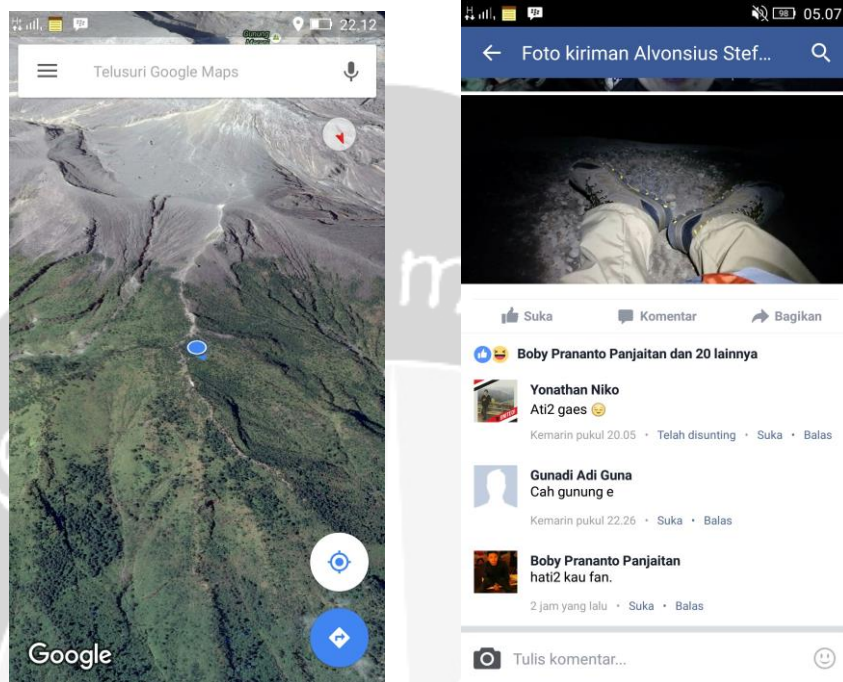 22.12
Telusuri Google Maps
Google
98
05.07
Foto kiriman Alvonsius Stef...
Suka
Komentar
Bagikan
Boby Prananto Panjaitan dan 20 lainnya
Yonathan Niko
Ati2 gaes
Kemarin pukul 20.05 • Telah disunting • Suka • Balas
Gunadi Adi Guna
Cah gunung e
Kemarin pukul 22.26 • Suka • Balas
Boby Prananto Panjaitan
hati2 kau fan.
2 jam yang lalu • Suka • Balas
Tulis komentar...